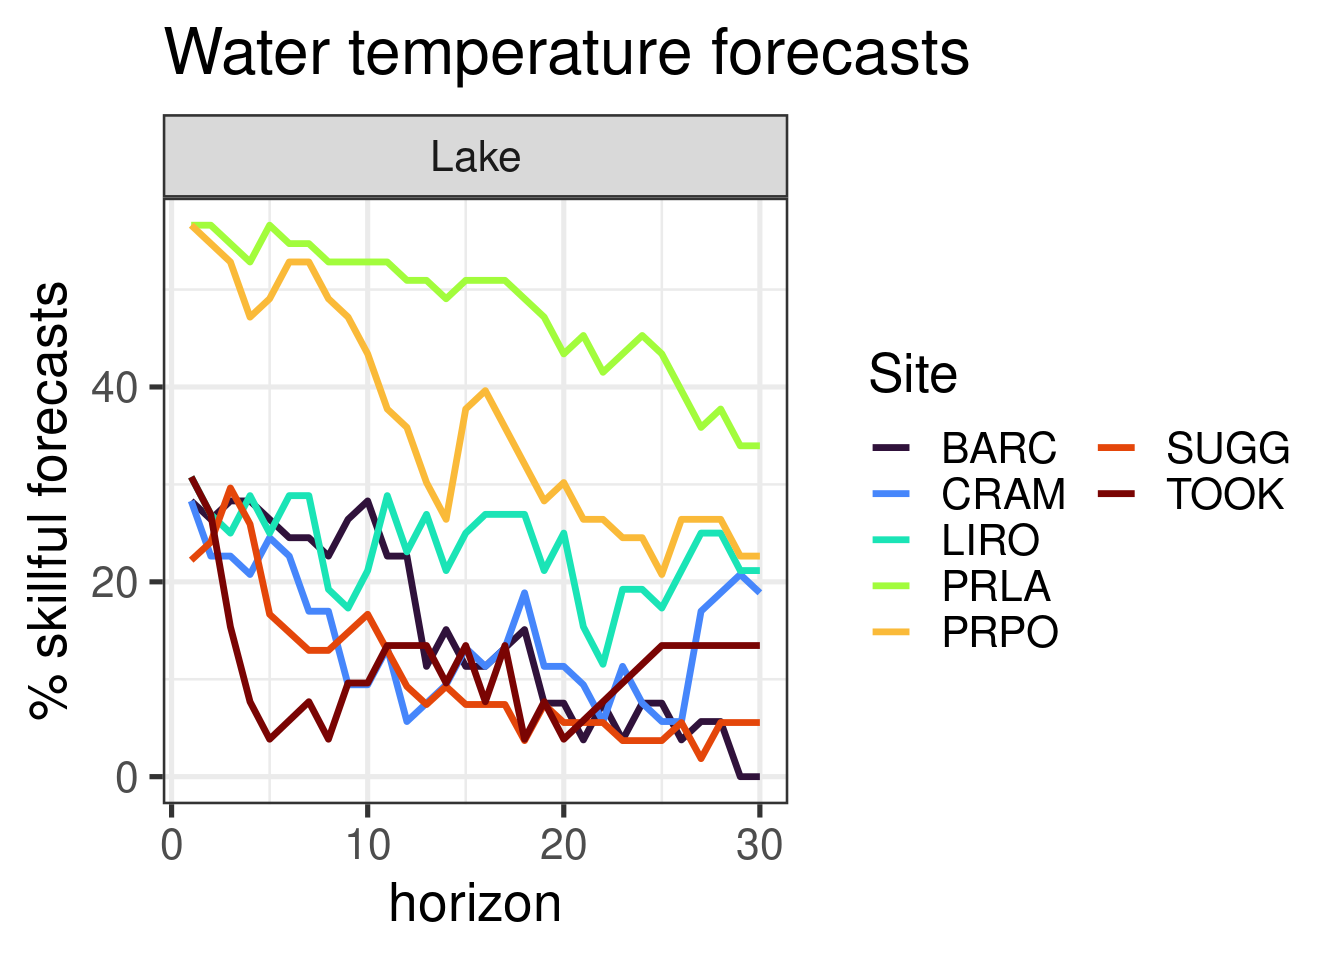 Water temperature forecasts
Lake
% skillful forecasts
40
20
0
0 10 20 30
horizon
Site
BARC SUGG
CRAM TOOK
LIRO
PRLA
PRPO